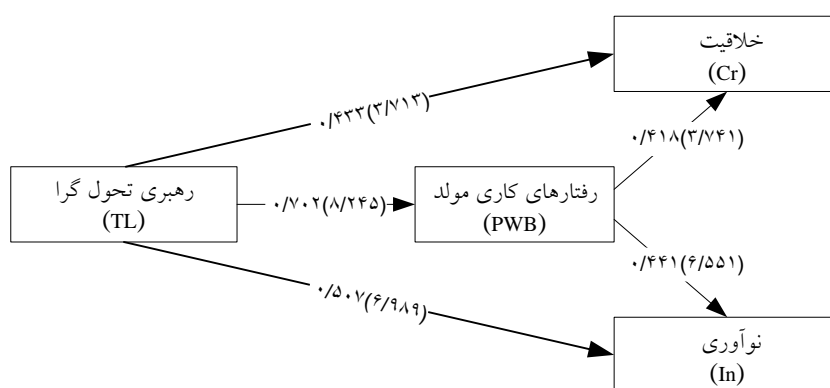 خلاقیت
(Cr)
۰/۴۳۳(۳/۷۱۳)
۰/۴۱۸(۳/۷۴۱)
رهبری تحول گرا
(TL)
۰/۷۰۲(۸/۲۴۵)
رفتارهای کاری مولد
(PWB)
۰/۴۴۱(۶/۵۵۱)
۰/۵۰۷(۶/۹۸۹)
نوآوری
(In)